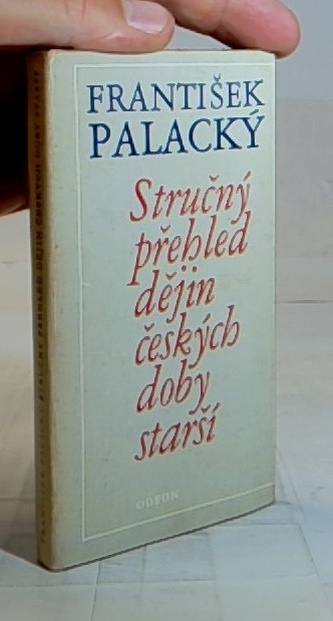 FRANTIŠEK
PALACKÝ
Stručný
přehled
dějin
českých
doby
starší
ODEON